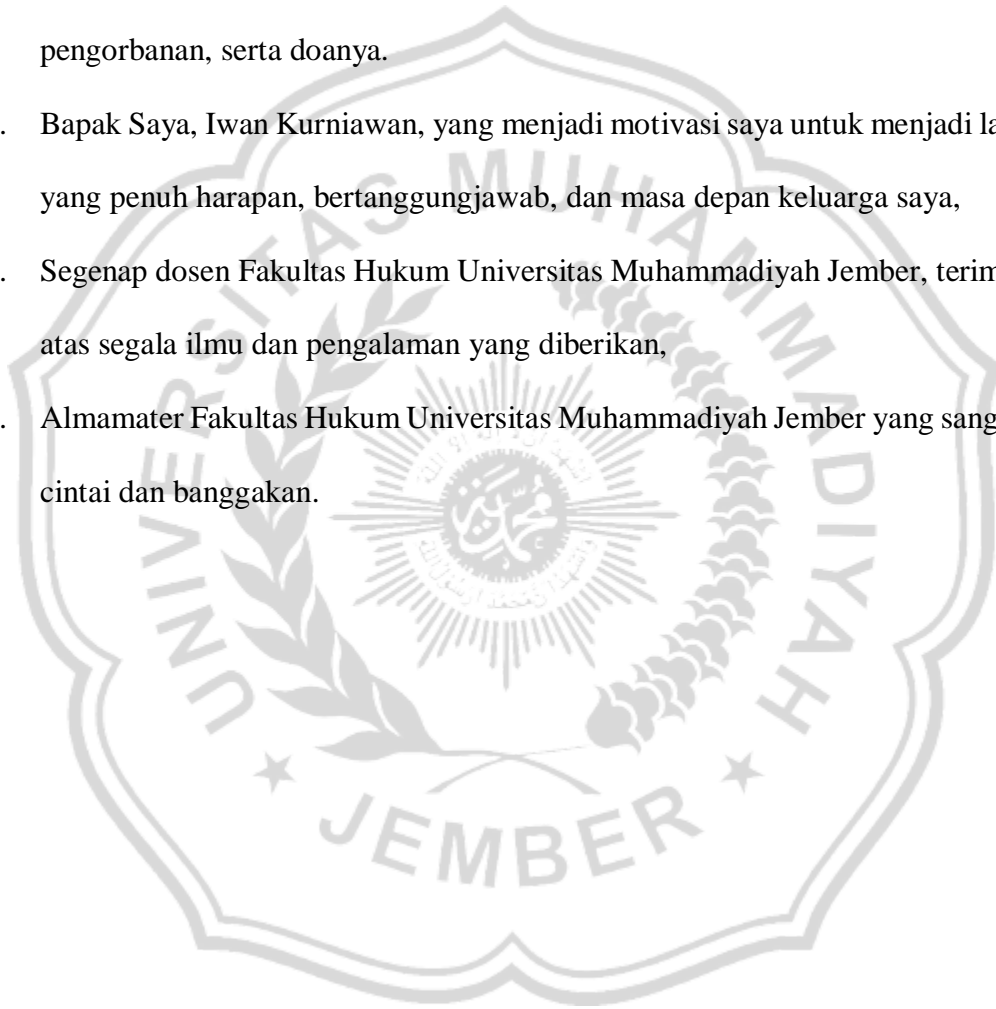 pengorbanan, serta doanya.
. Bapak Saya, Iwan Kurniawan, yang menjadi motivasi saya untuk menjadi la
yang penuh harapan, bertanggungjawab, dan masa depan keluarga saya,
. Segenap dosen Fakultas Hukum Universitas Muhammadiyah Jember, terim
atas segala ilmu dan pengalaman yang diberikan,
. Almamater Fakultas Hukum Universitas Muhammadiyah Jember yang sang
cintai dan banggakan.
UNIVERSITAS MUHAMMADIYAH
JEMBER